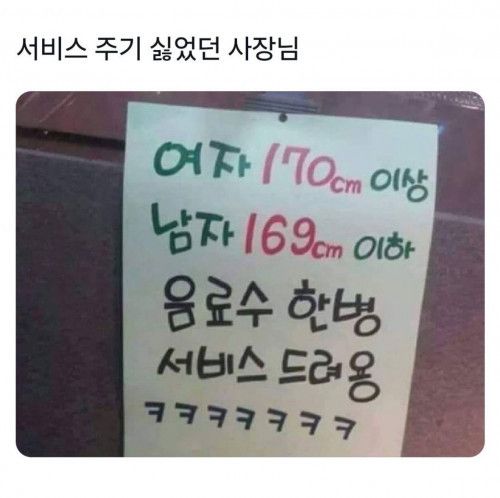 서비스 주기 싫었던 사장님
여자 170cm 이상
남자 169cm 이하
음료수 한병
서비스 드려용
ㅋㅋㅋㅋㅋㅋㅋ